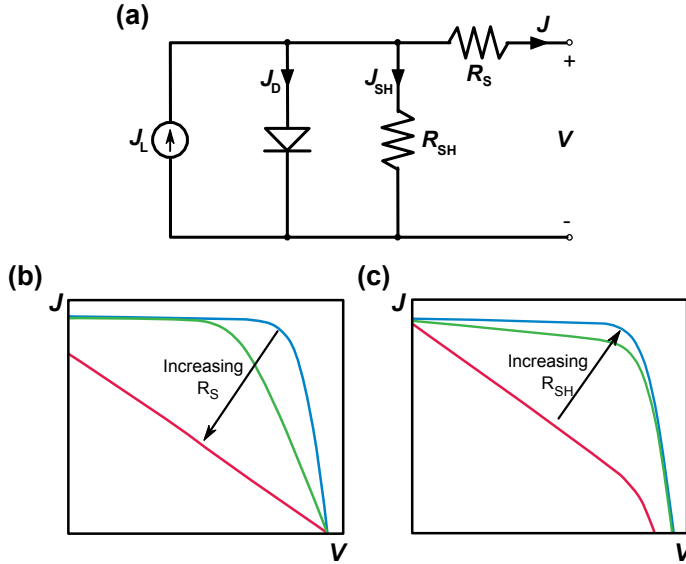 (a)
J
R_S
+
J_D
J_SH
J_L
R_SH
V
-
(b)
J
Increasing
R_S
V
(c)
J
Increasing
R_SH
V